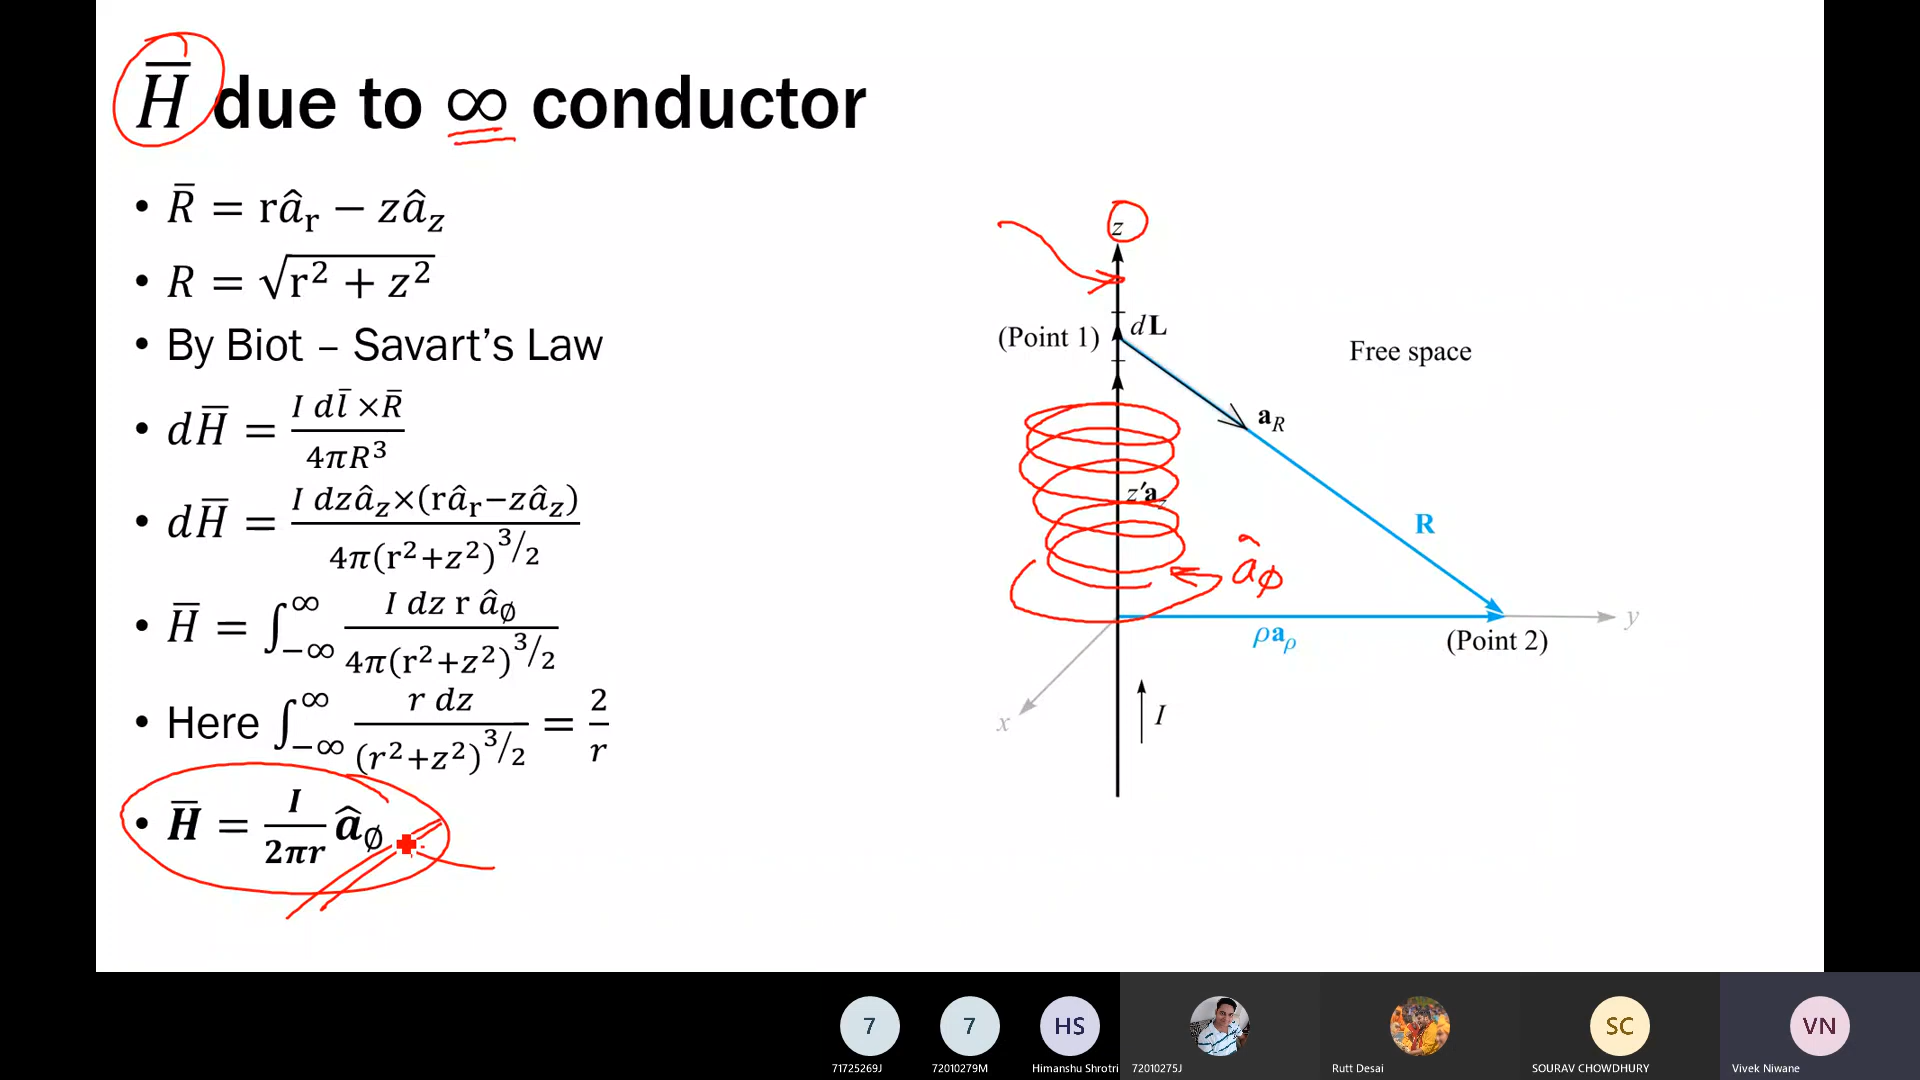 H̅ due to ∞ conductor
• R̅ = râ_r − zâ_z
• R = √(r² + z²)
• By Biot – Savart's Law
• dH̅ = I dl̅ ×R̅ / 4πR³
• dH̅ = I dzâ_z×(râ_r−zâ_z) / 4π(r²+z²)^3/2
• H̅ = ∫_−∞^∞ I dz r â_∅ / 4π(r²+z²)^3/2
• Here ∫_−∞^∞ r dz / (r²+z²)^3/2 = 2/r
• H̅ = I/2πr â_∅
z
(Point 1)
dL
Free space
a_R
z′a_z
R
â_ϕ
ρa_ρ
(Point 2)
y
x
I
7
7
HS
SC
VN
71725269J
72010279M
Himanshu Shrotri
72010275J
Rutt Desai
SOURAV CHOWDHURY
Vivek Niwane